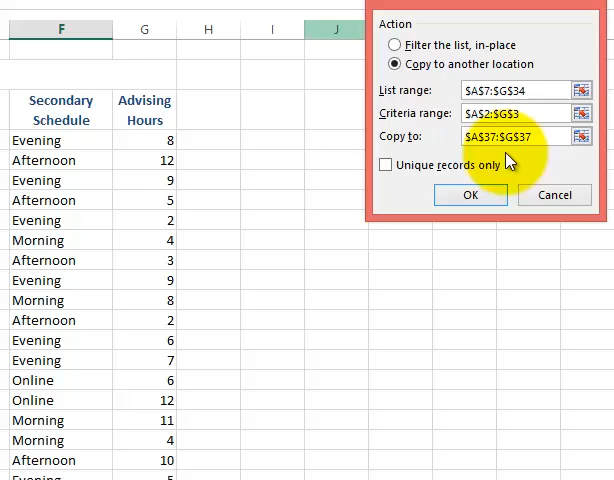 F G H I J
Action
Filter the list, in-place
Copy to another location
List range: $A$7:$G$34
Criteria range: $A$2:$G$3
Copy to: $A$37:$G$37
Unique records only
OK Cancel
Secondary Advising
Schedule Hours
Evening 8
Afternoon 12
Evening 9
Afternoon 5
Evening 2
Morning 4
Afternoon 3
Evening 9
Morning 8
Afternoon 2
Evening 6
Evening 7
Online 6
Online 12
Morning 11
Morning 4
Afternoon 10
Evening 5